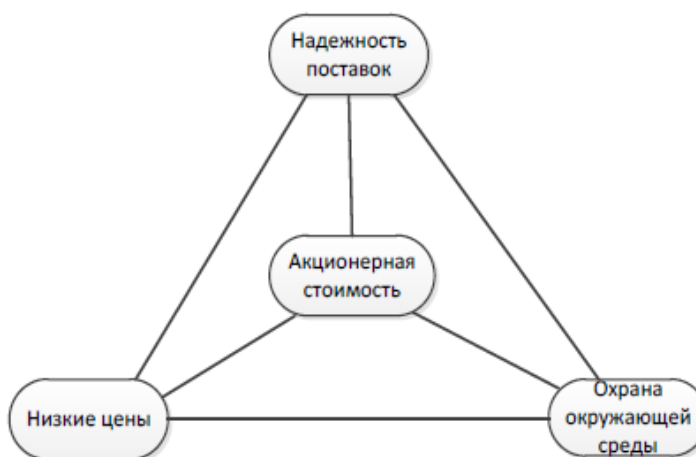 Надежность
поставок
Акционерная
стоимость
Низкие цены
Охрана
окружающей
среды